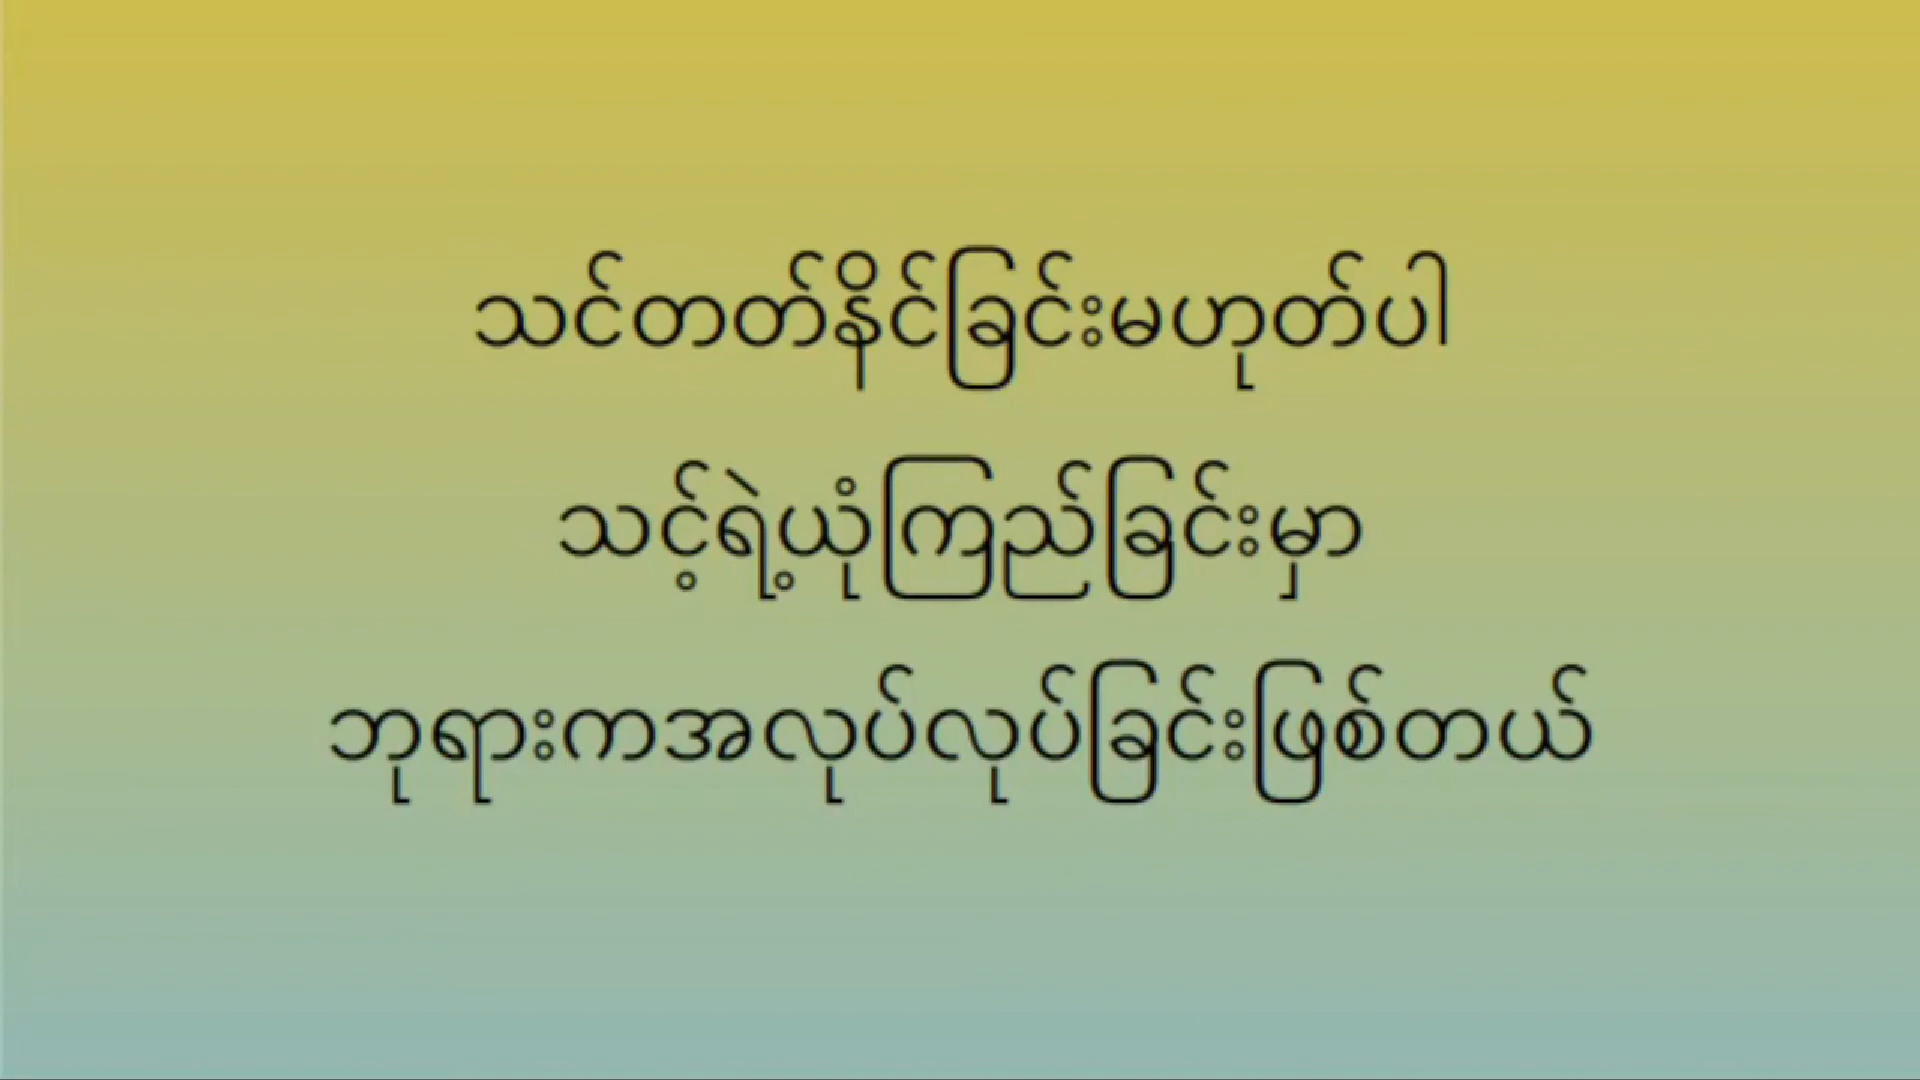 သင်တတ်နိုင်ခြင်းမဟုတ်ပါ
သင့်ရဲ့ယုံကြည်ခြင်းမှာ
ဘုရားကအလုပ်လုပ်ခြင်းဖြစ်တယ်